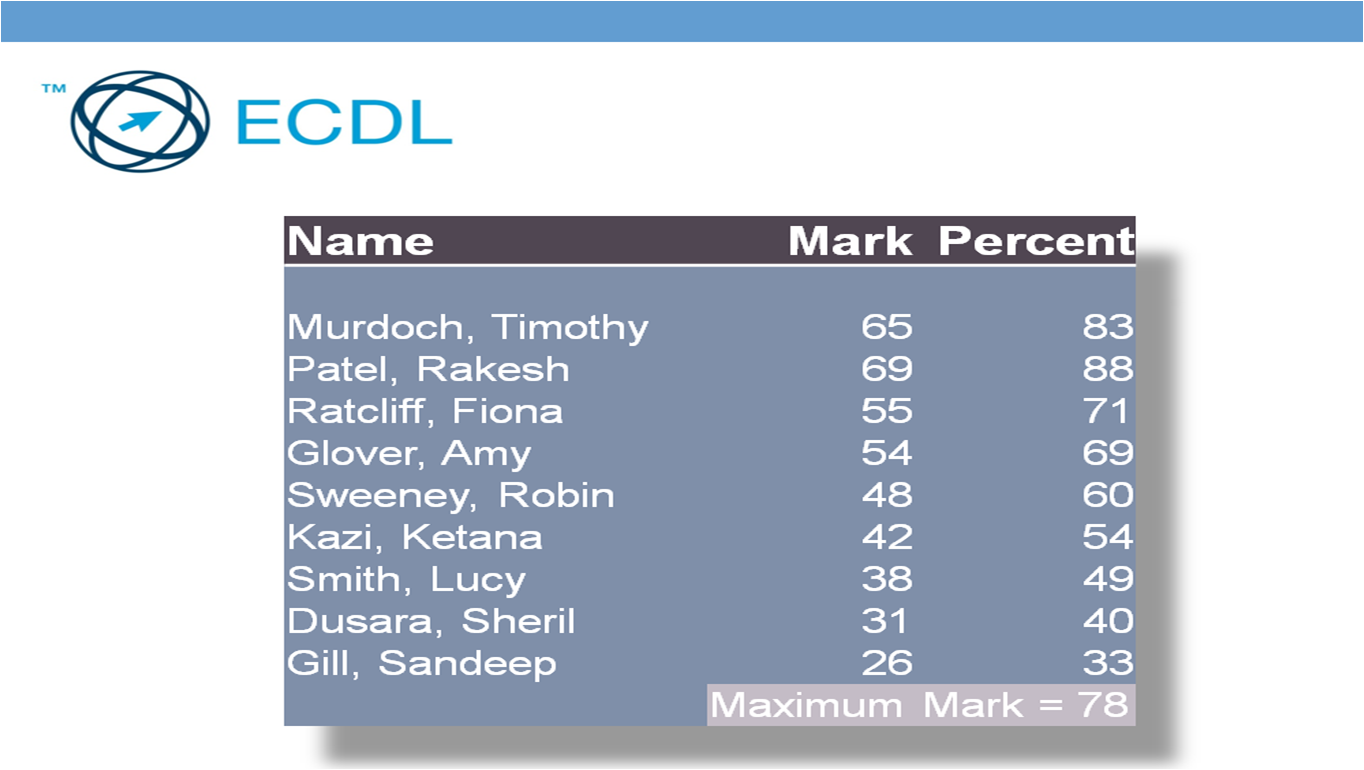 TM
ECDL
Name Mark Percent
Murdoch, Timothy 65 83
Patel, Rakesh 69 88
Ratcliff, Fiona 55 71
Glover, Amy 54 69
Sweeney, Robin 48 60
Kazi, Ketana 42 54
Smith, Lucy 38 49
Dusara, Sheril 31 40
Gill, Sandeep 26 33
Maximum Mark = 78